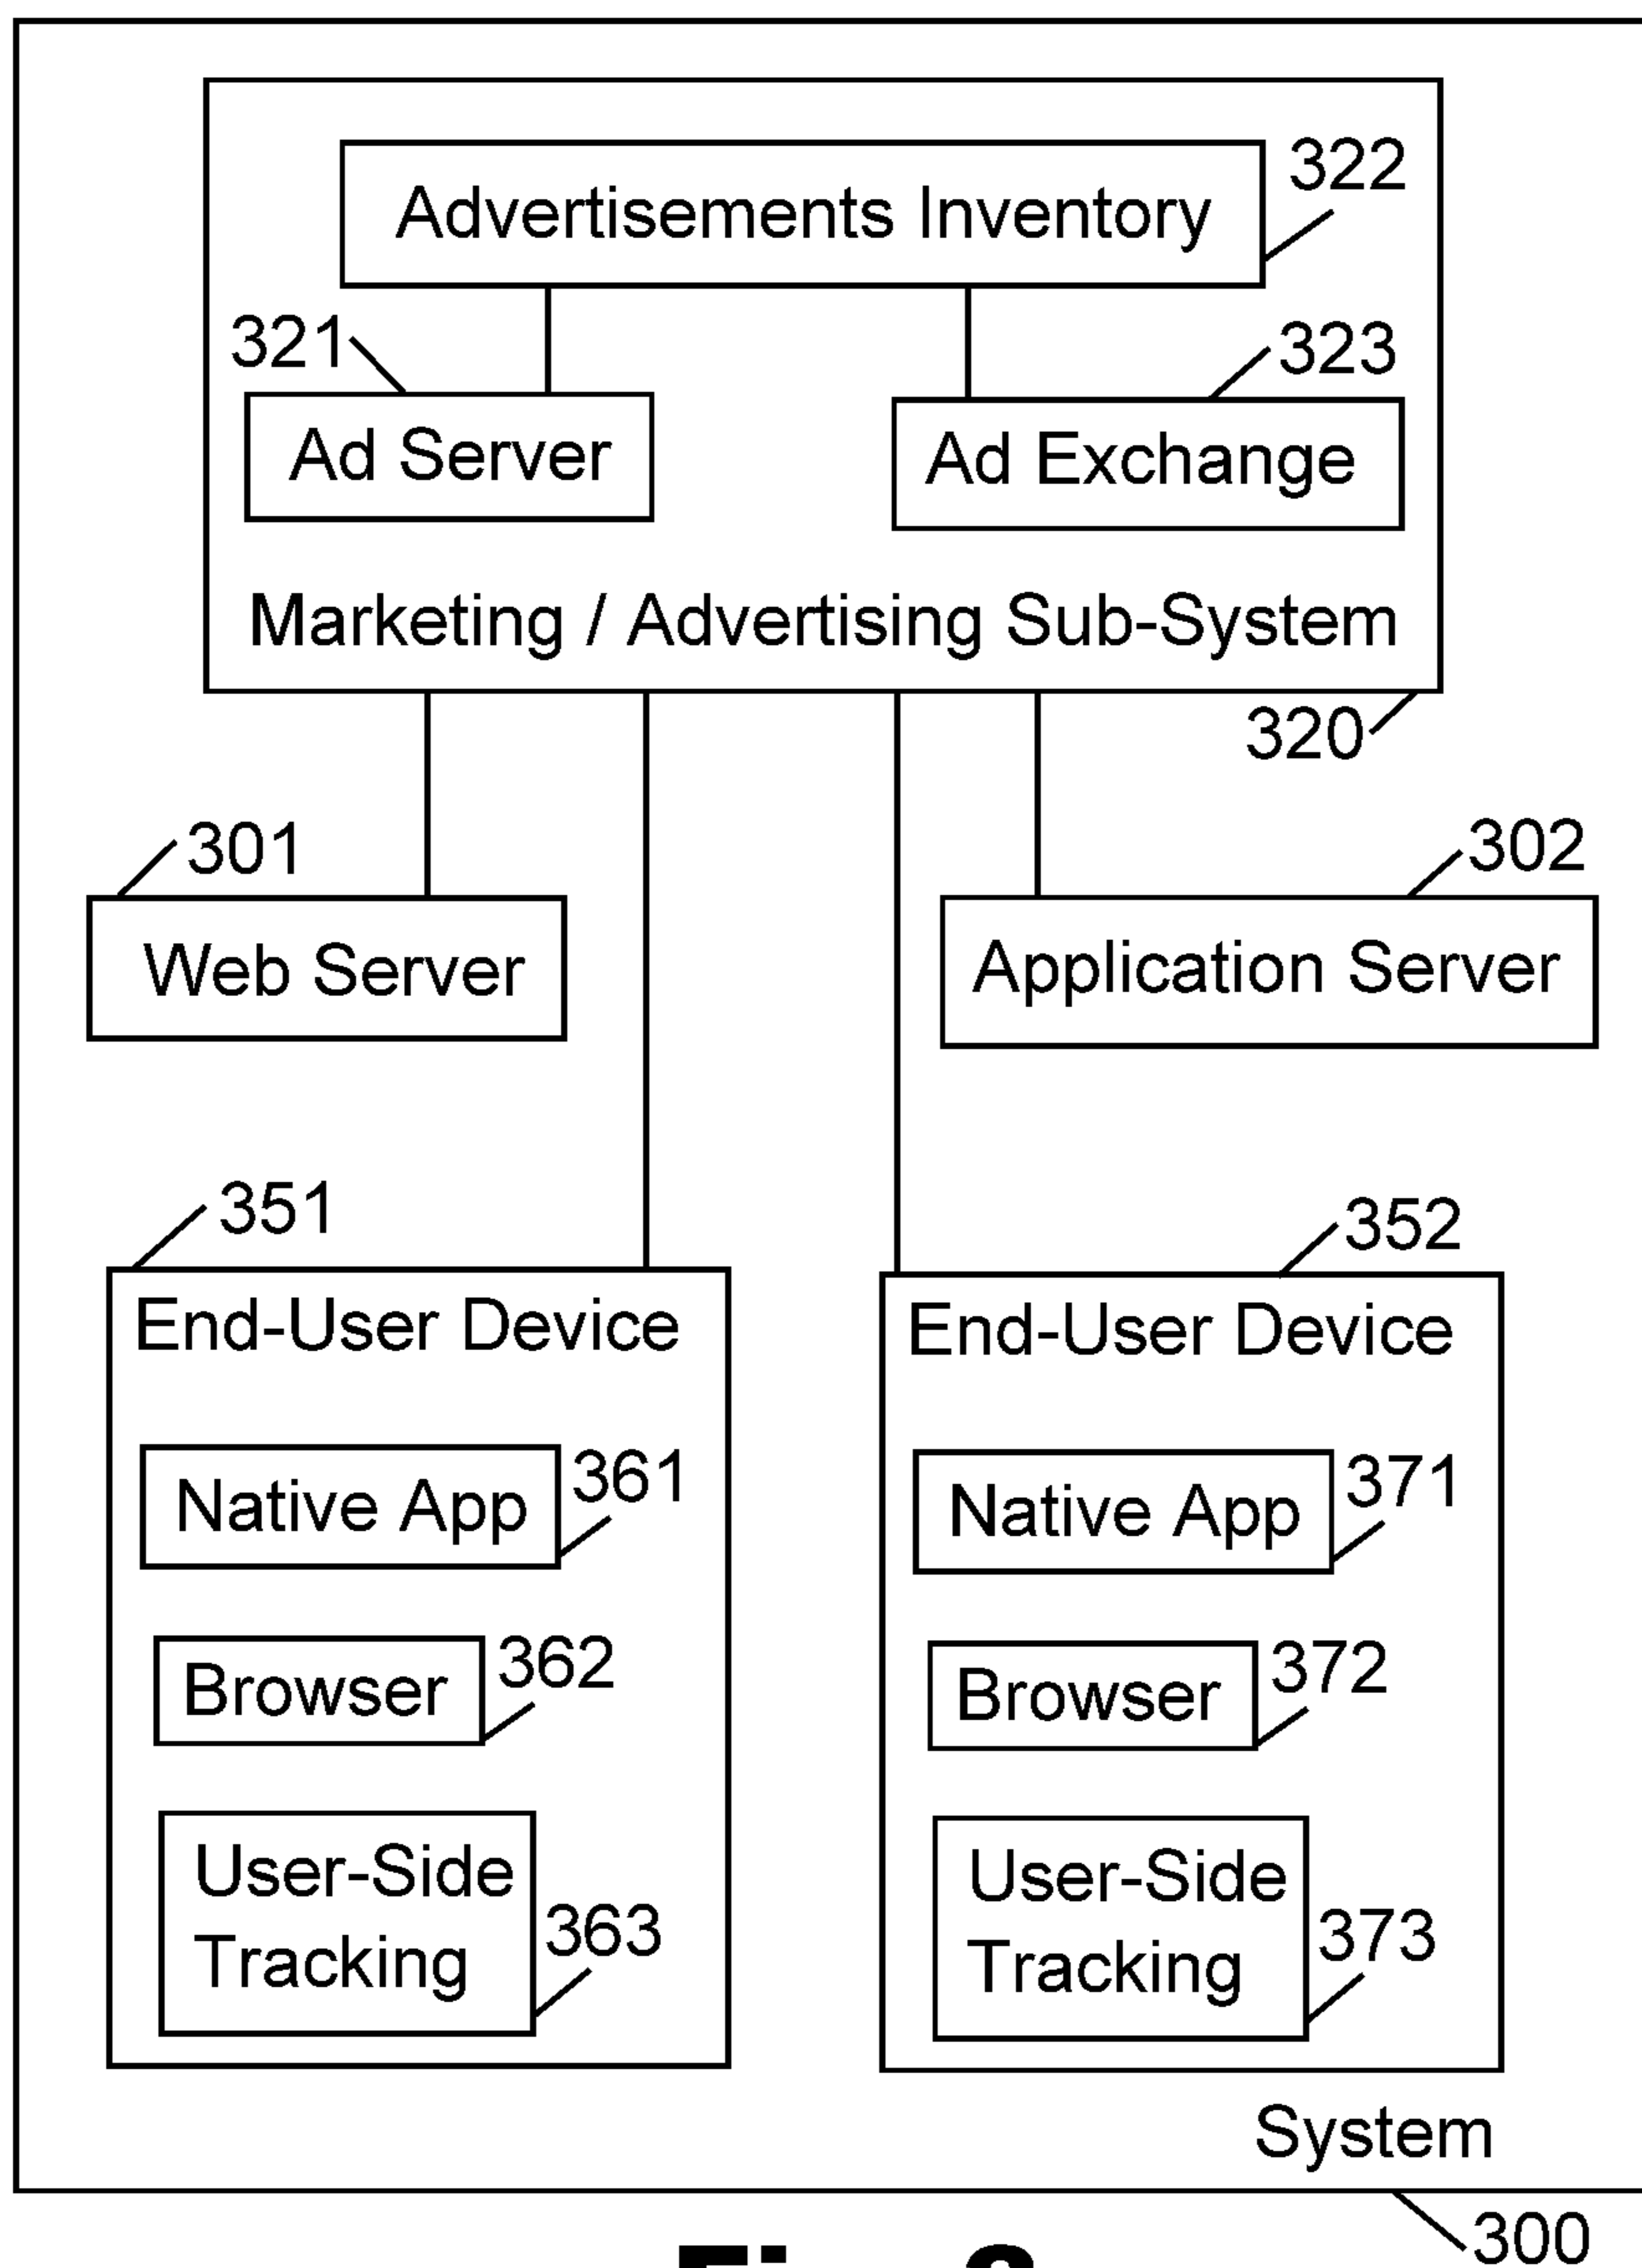 322
Advertisements Inventory
321
323
Ad Server
Ad Exchange
Marketing / Advertising Sub-System
320
301
302
Web Server
Application Server
351
352
End-User Device
End-User Device
361
371
Native App
Native App
362
372
Browser
Browser
User-Side
Tracking
363
User-Side
Tracking
373
System
300